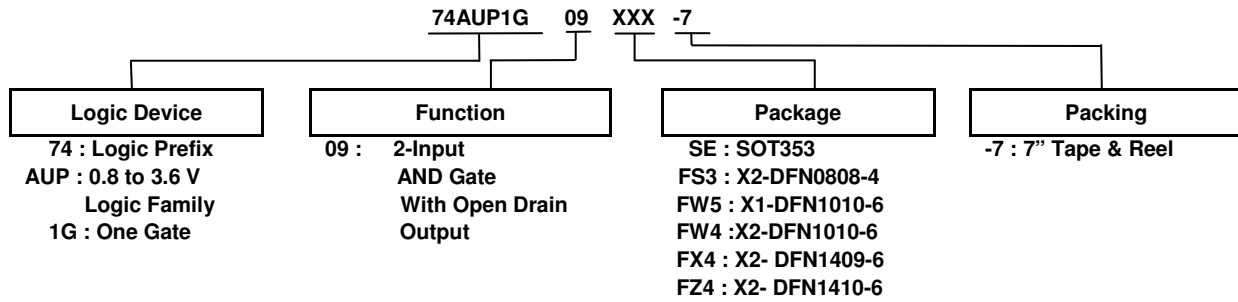 74AUP1G 09 XXX -7
Logic Device
74 : Logic Prefix
AUP : 0.8 to 3.6 V
Logic Family
1G : One Gate
Function
09 : 2-Input
AND Gate
With Open Drain
Output
Package
SE : SOT353
FS3 : X2-DFN0808-4
FW5 : X1-DFN1010-6
FW4 :X2-DFN1010-6
FX4 : X2- DFN1409-6
FZ4 : X2- DFN1410-6
Packing
-7 : 7” Tape & Reel